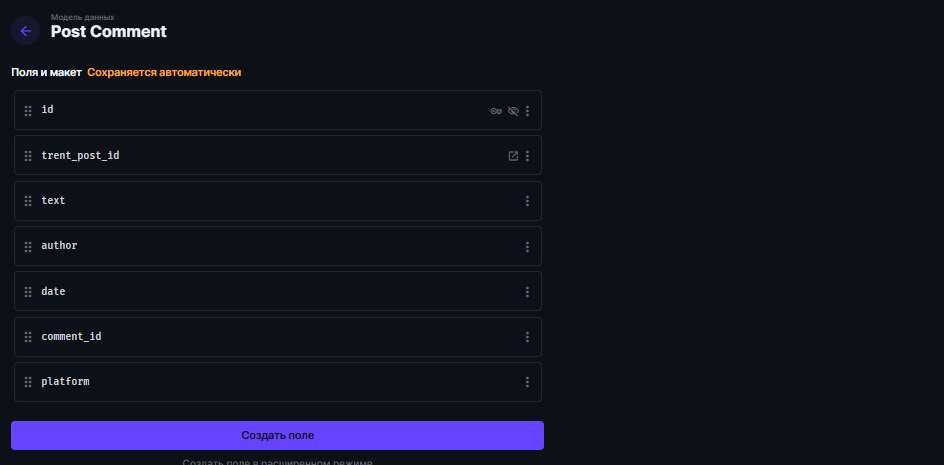 Модель данных
Post Comment
Поля и макет Сохраняется автоматически
id
trent_post_id
text
author
date
comment_id
platform
Создать поле
Создать поле в расширенном режиме